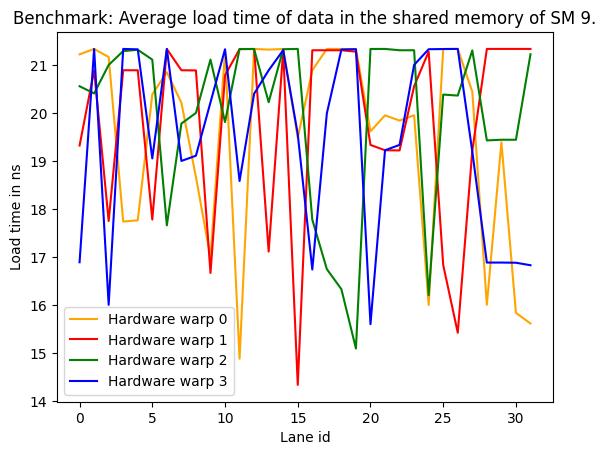 Benchmark: Average load time of data in the shared memory of SM 9.
Load time in ns
21
20
19
18
17
16
15
14
Hardware warp 0
Hardware warp 1
Hardware warp 2
Hardware warp 3
0
5
10
15
20
25
30
Lane id